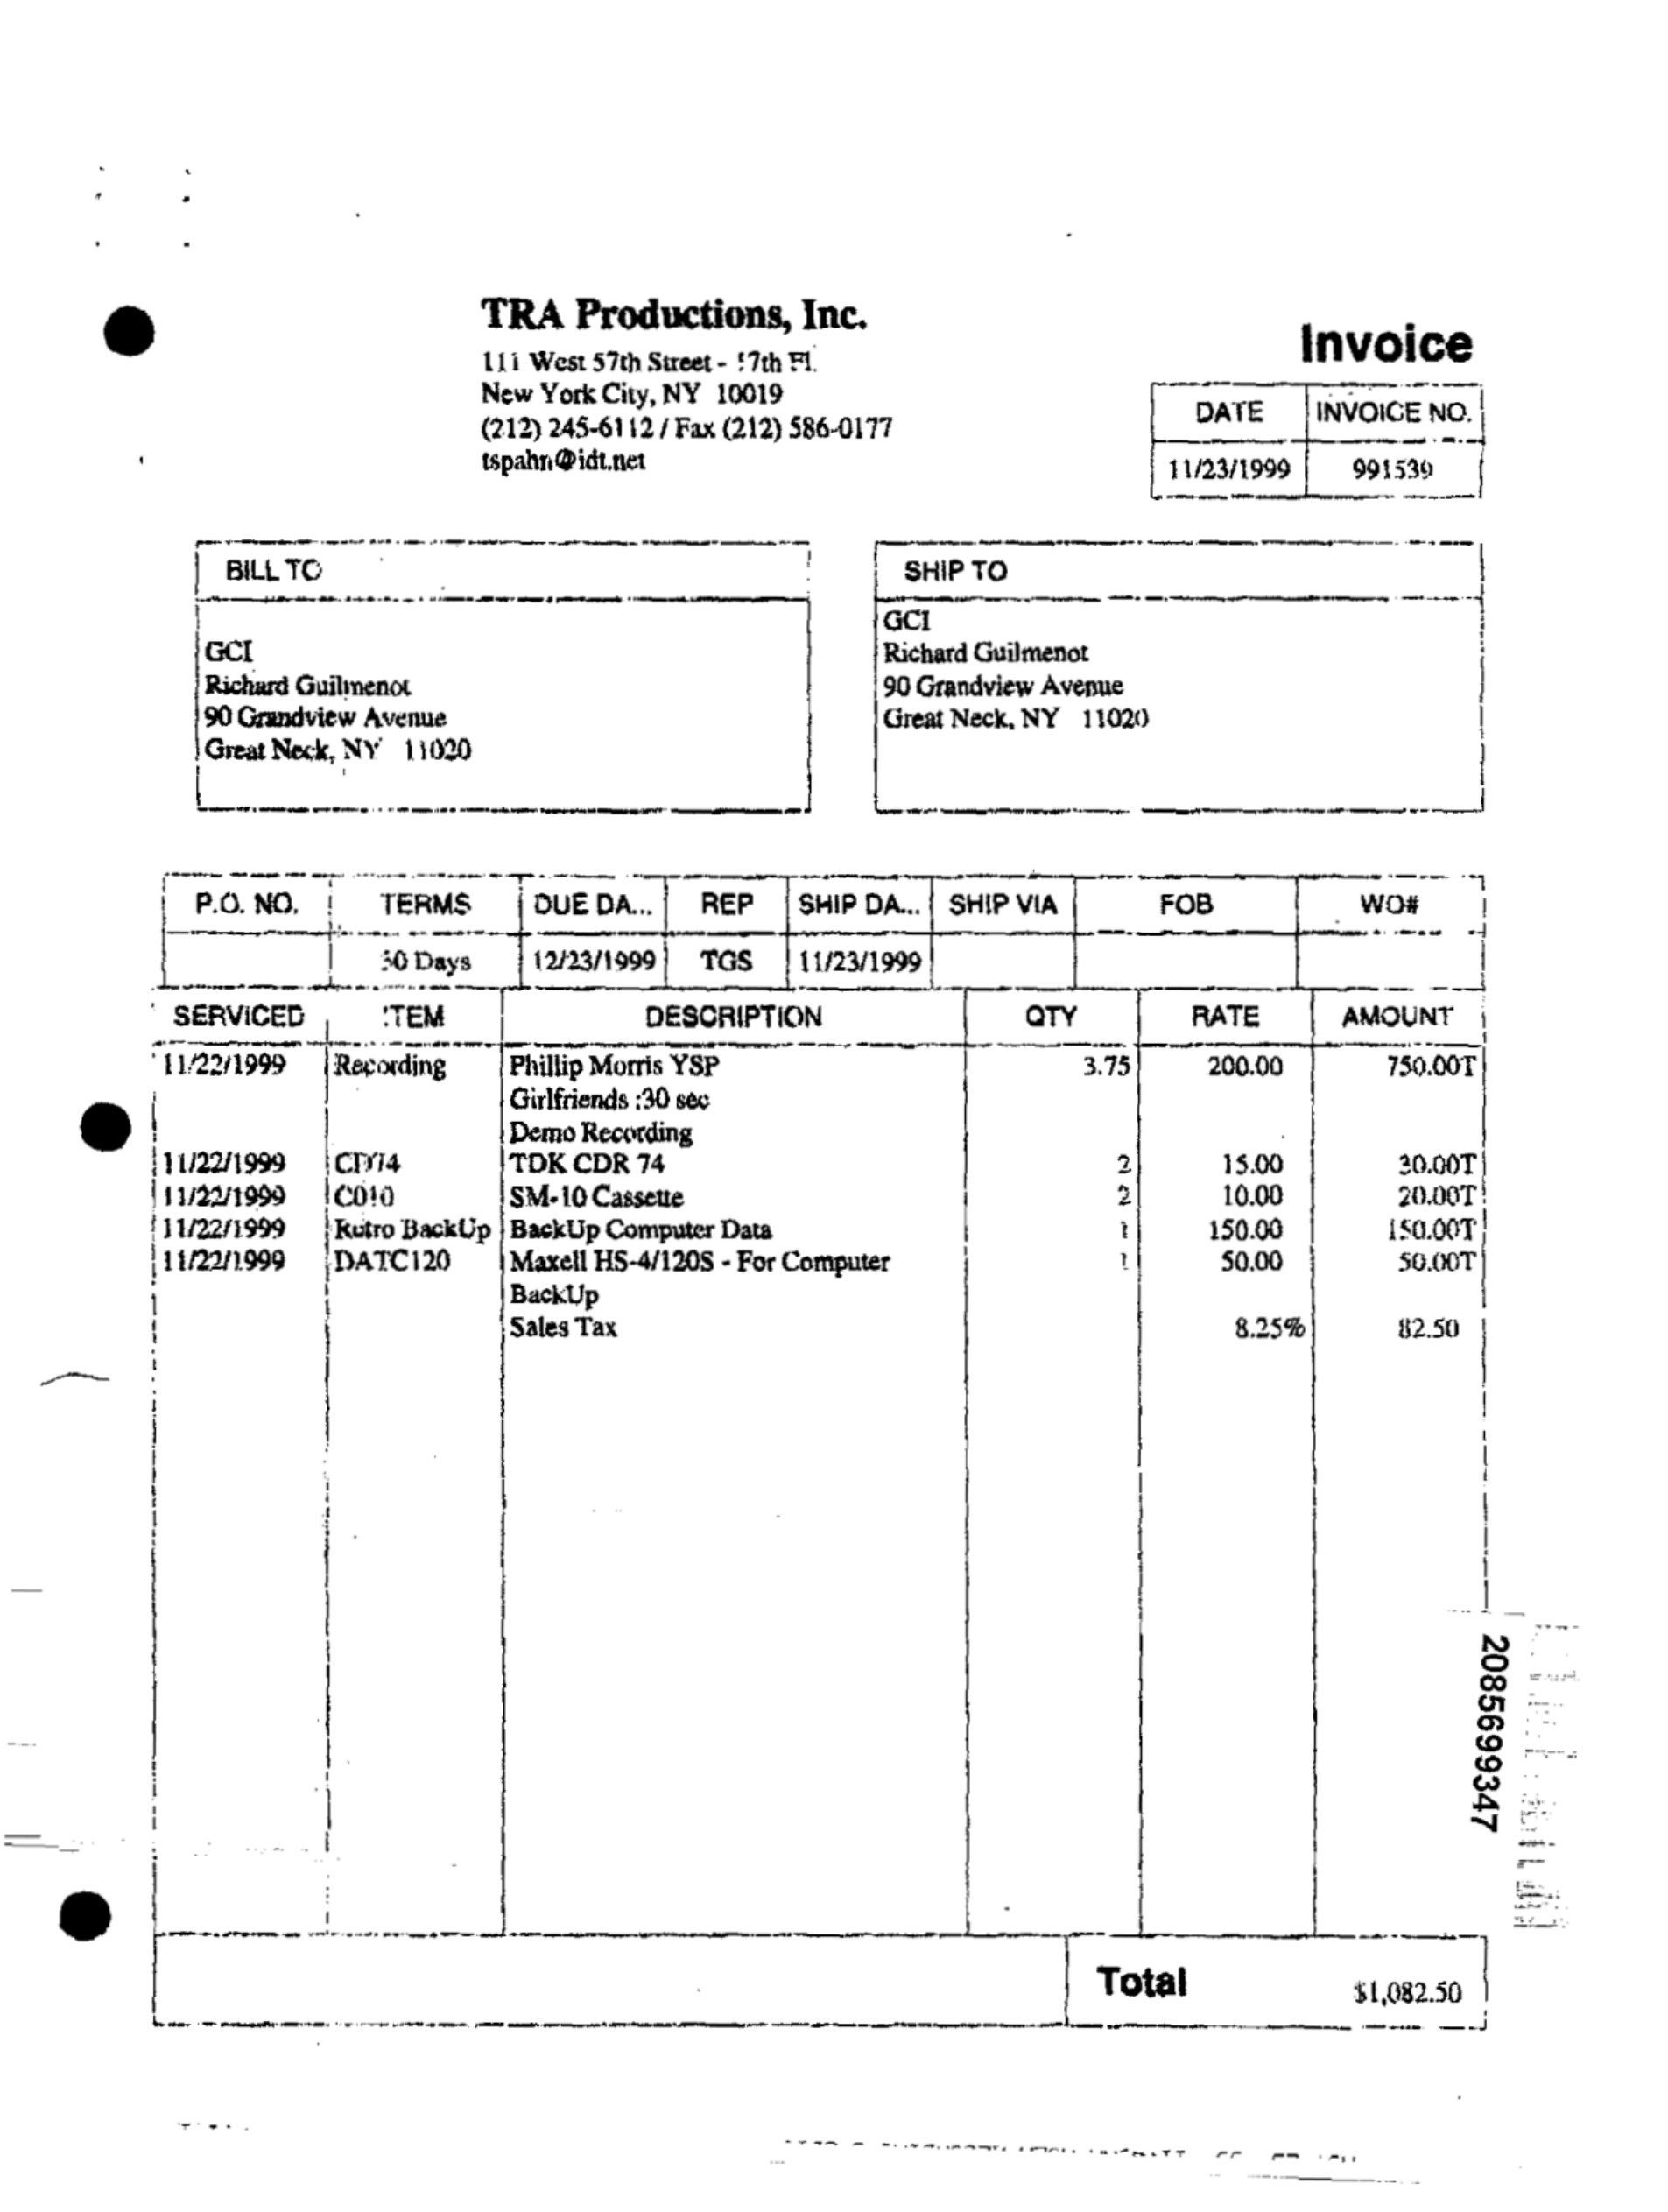 TRA Productions, Inc.
111 West 57th Street - 17th Fl.
New York City, NY 10019
(212) 245-6112 / Fax (212) 586-0177
tspahn@idt.net
Invoice
DATE INVOICE NO.
11/23/1999 991539
BILL TO
GCI
Richard Guilmenot
90 Grandview Avenue
Great Neck, NY 11020
SHIP TO
GCI
Richard Guilmenot
90 Grandview Avenue
Great Neck, NY 11020
P.O. NO. TERMS DUE DA... REP SHIP DA... SHIP VIA FOB WO#
30 Days 12/23/1999 TGS 11/23/1999
SERVICED ITEM DESCRIPTION QTY RATE AMOUNT
11/22/1999 Recording Phillip Morris YSP 3.75 200.00 750.00T
Girlfriends :30 sec
Demo Recording
11/22/1999 CD74 TDK CDR 74 2 15.00 30.00T
11/22/1999 C010 SM-10 Cassette 2 10.00 20.00T
11/22/1999 Retro BackUp BackUp Computer Data 1 150.00 150.00T
11/22/1999 DATC120 Maxell HS-4/120S - For Computer 1 50.00 50.00T
BackUp
Sales Tax 8.25% 82.50
2085699347
Total $1,082.50